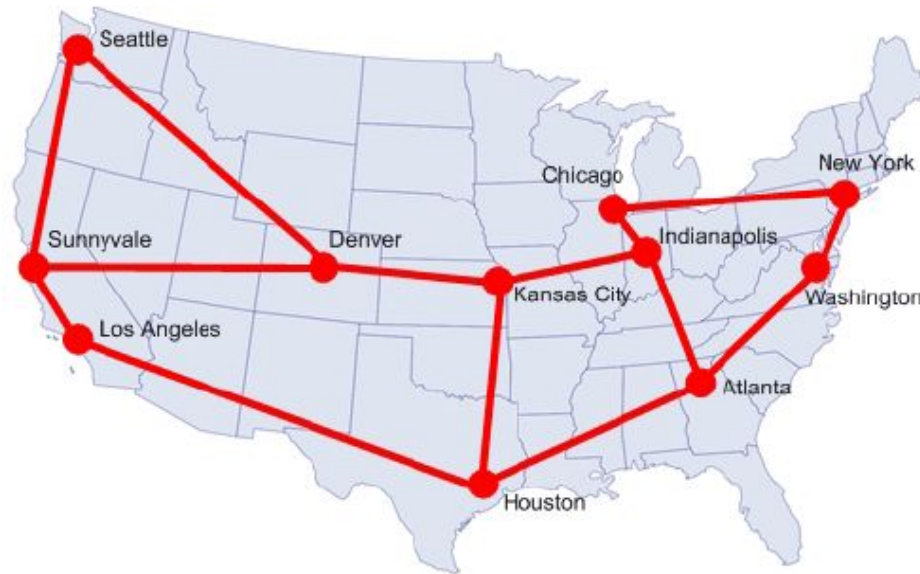 Seattle
New York
Chicago
Sunnyvale
Denver
Indianapolis
Kansas City
Washington
Los Angeles
Atlanta
Houston